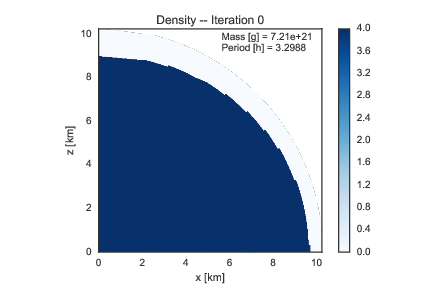 Density -- Iteration 0
Mass [g] = 7.21e+21
Period [h] = 3.2988
10
8
6
4
2
0
z [km]
0 2 4 6 8 10
x [km]
4.0
3.6
3.2
2.8
2.4
2.0
1.6
1.2
0.8
0.4
0.0